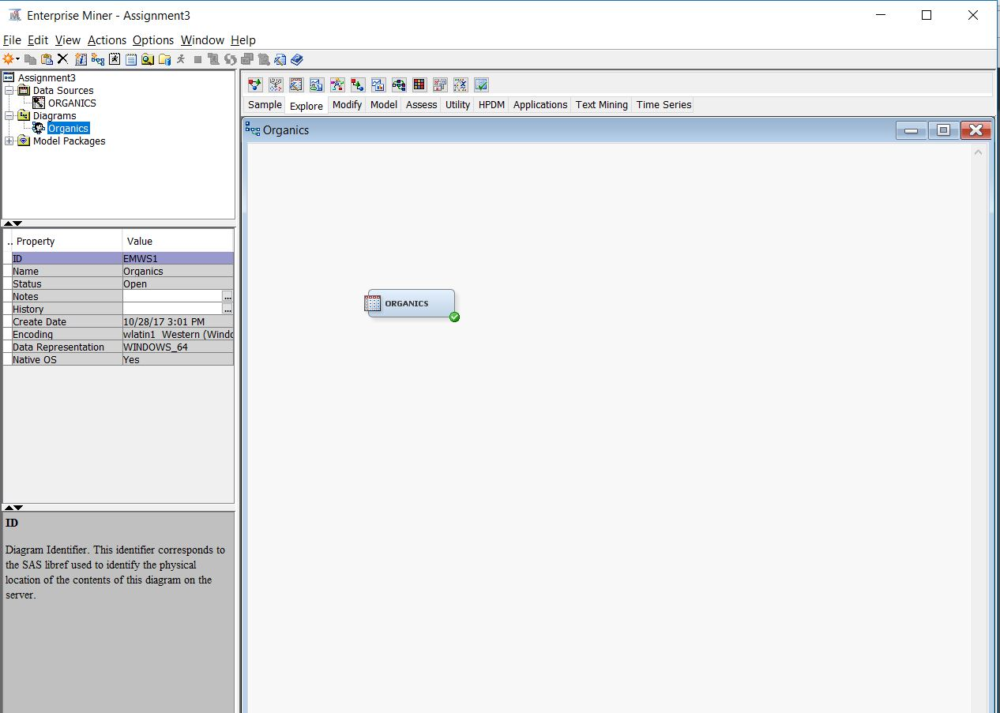 Enterprise Miner - Assignment3
File Edit View Actions Options Window Help
Assignment3
Data Sources
ORGANICS
Diagrams
Organics
Model Packages
.. Property Value
ID EMWS1
Name Organics
Status Open
Notes ...
History ...
Create Date 10/28/17 3:01 PM
Encoding wlatin1 Western (Windo
Data Representation WINDOWS_64
Native OS Yes
ID
Diagram Identifier. This identifier corresponds to
the SAS libref used to identify the physical
location of the contents of this diagram on the
server.
Sample Explore Modify Model Assess Utility HPDM Applications Text Mining Time Series
Organics
ORGANICS